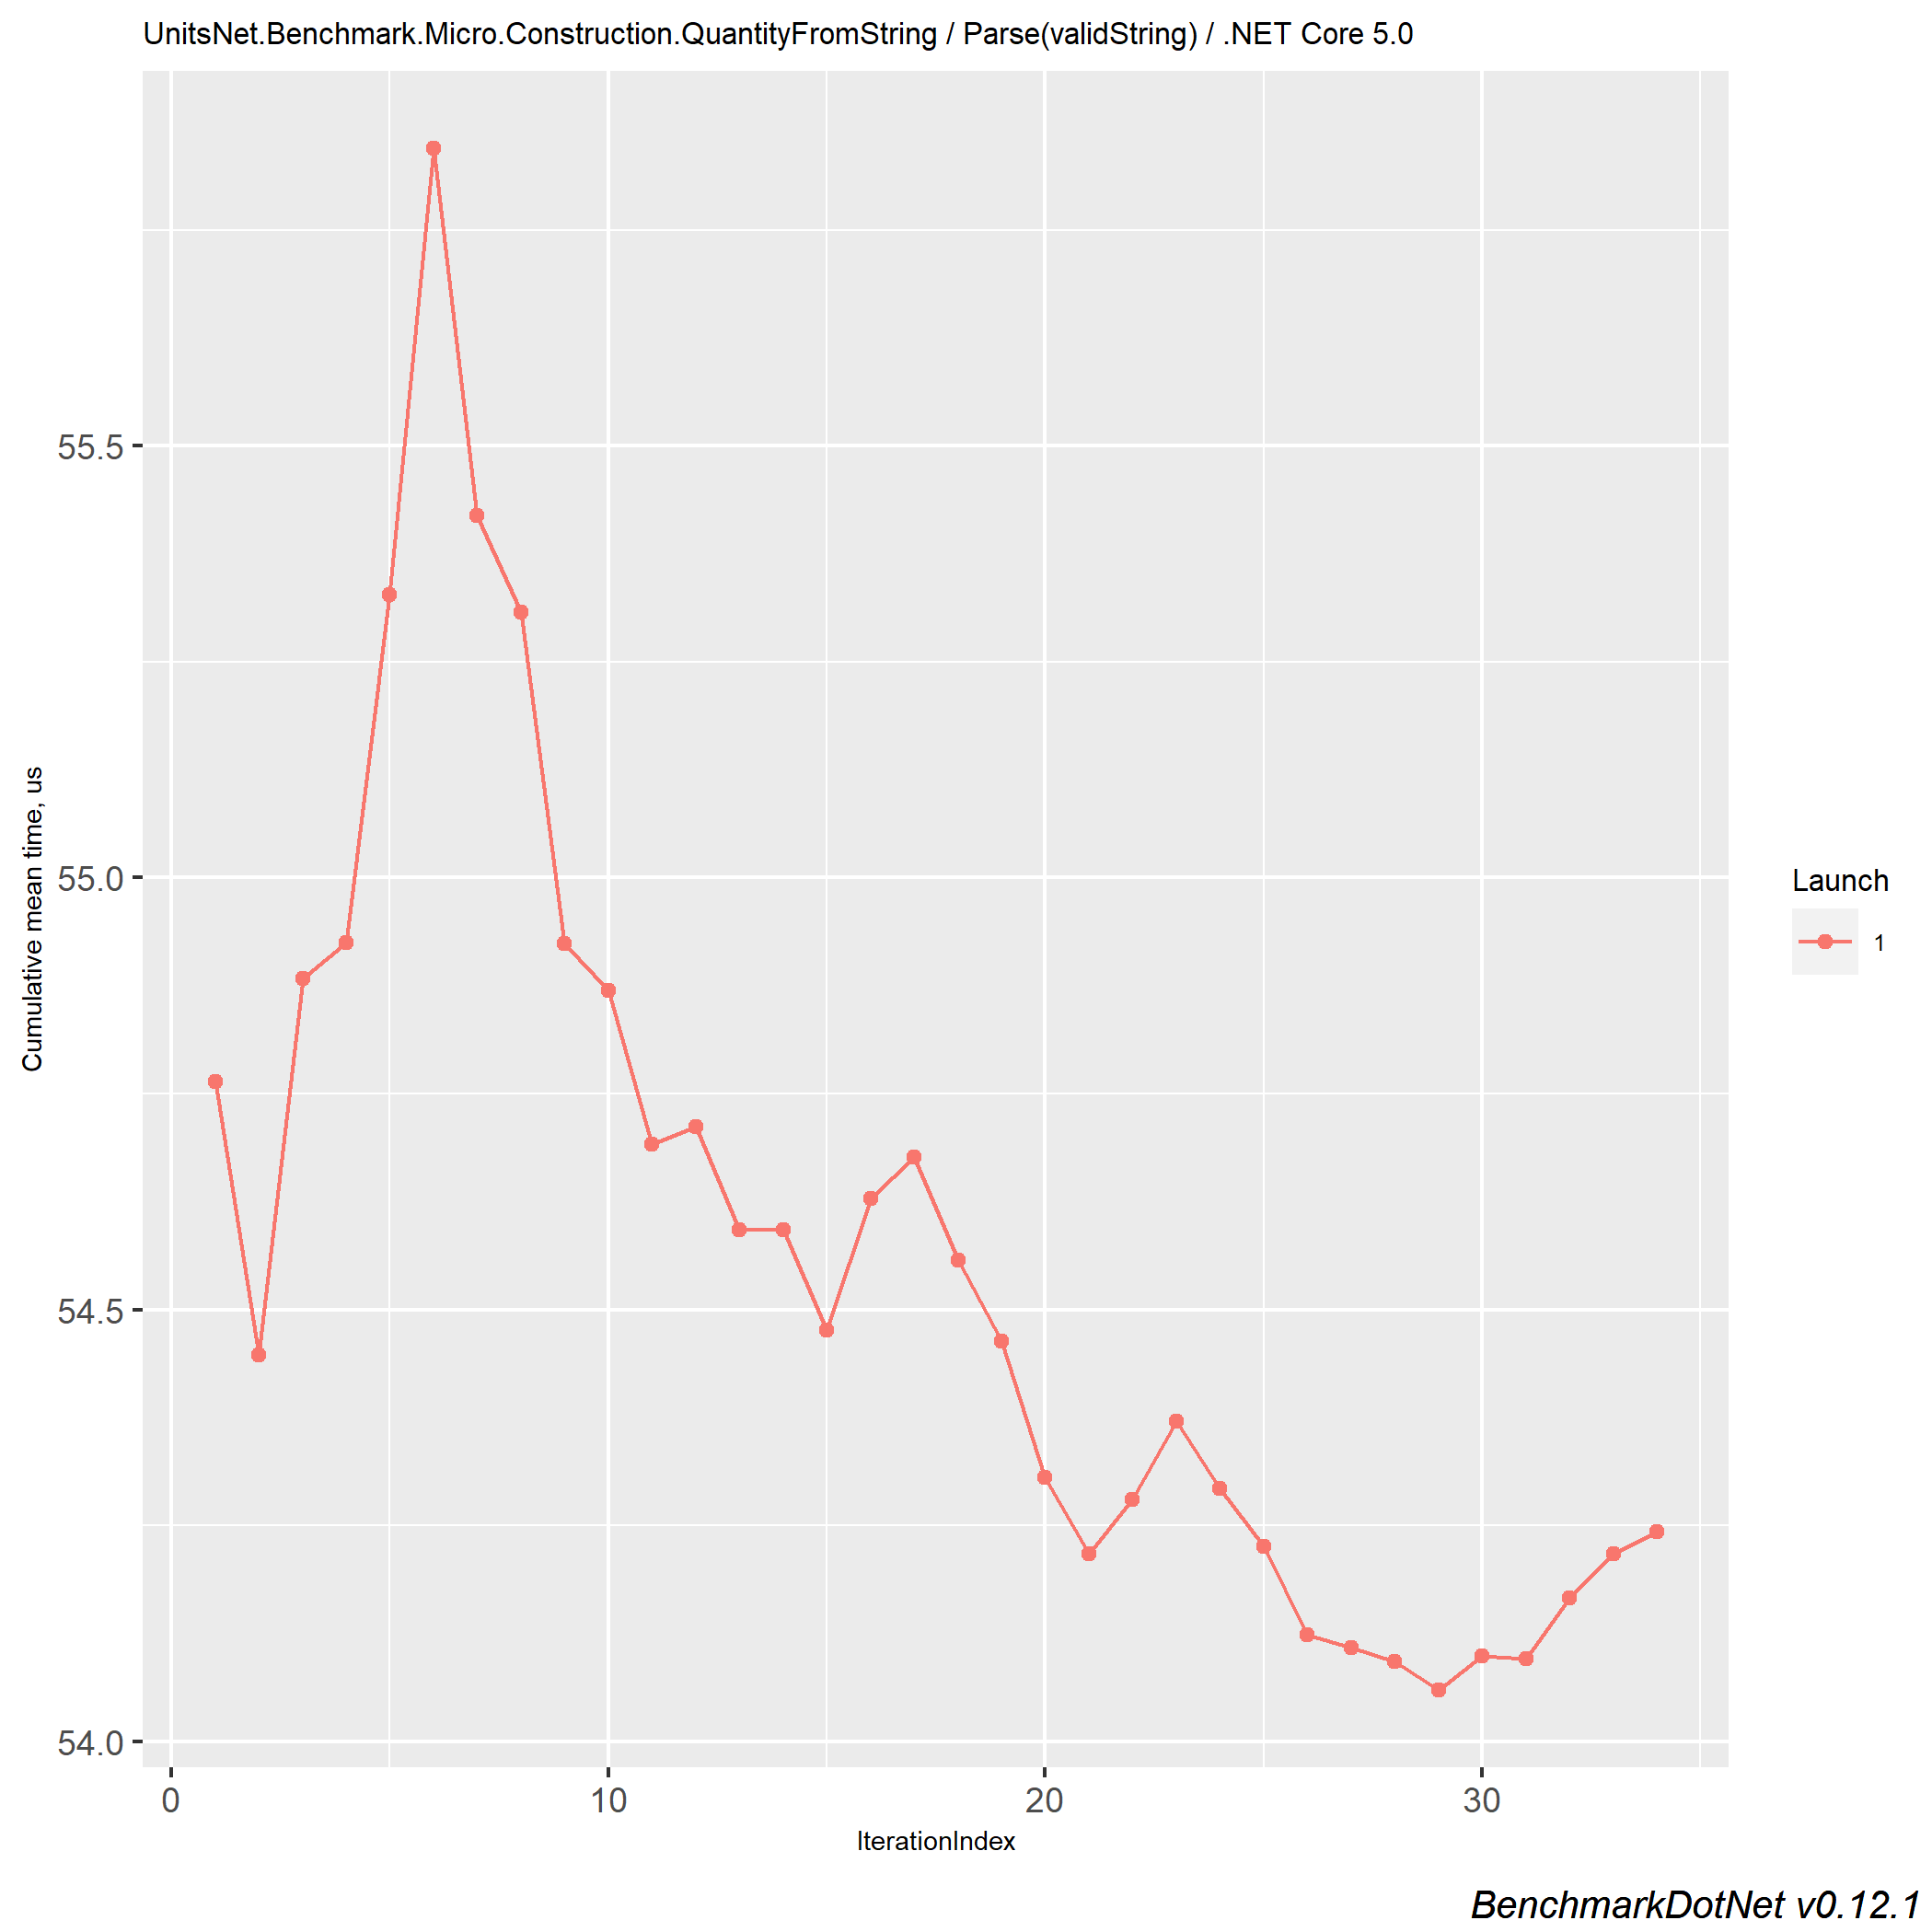 UnitsNet.Benchmark.Micro.Construction.QuantityFromString / Parse(validString) / .NET Core 5.0
Cumulative mean time, us
55.5
55.0
54.5
54.0
0
10
20
30
IterationIndex
Launch
1
BenchmarkDotNet v0.12.1